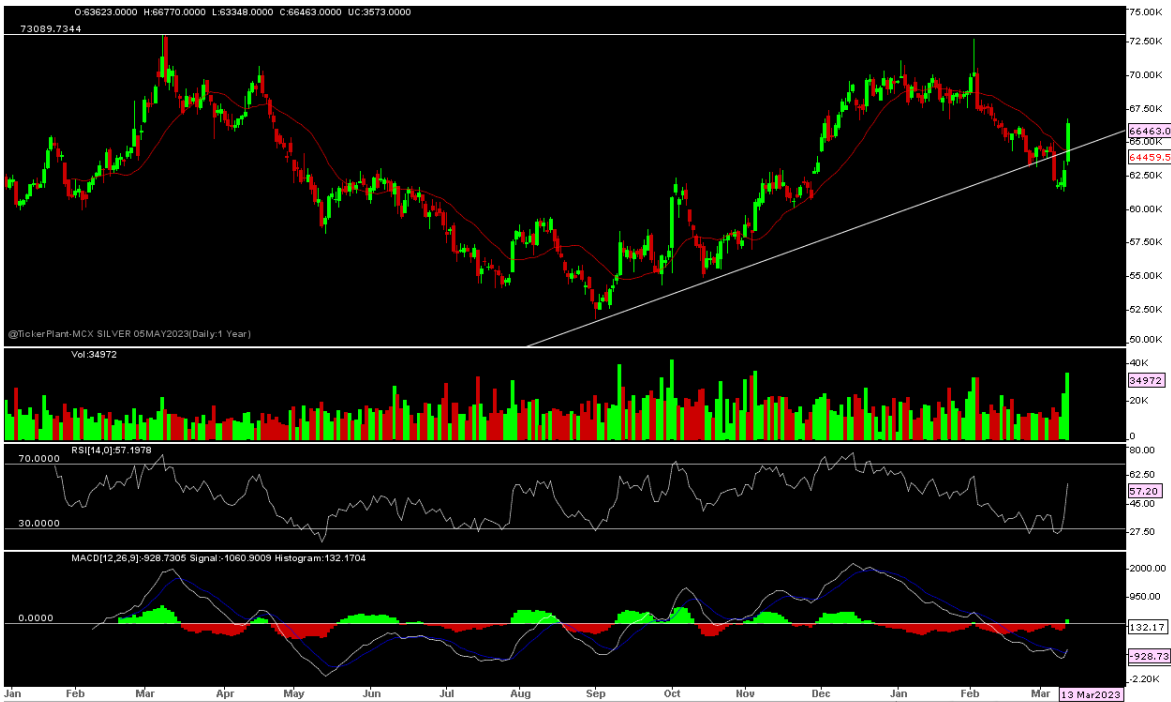 O:63623.0000 H:66770.0000 L:63348.0000 C:66463.0000 UC:3573.0000
75.00K
73089.7344
72.50K
70.00K
67.50K
66463.0
65.00K
64459.5
62.50K
60.00K
57.50K
55.00K
52.50K
@TickerPlant-MCX SILVER 05MAY2023(Daily:1 Year)
50.00K
Vol:34972
40K
34972
20K
0
RSI[14,0]:57.1978
80.00
70.0000
62.50
57.20
45.00
30.0000
27.50
MACD[12,26,9]:-928.7305 Signal:-1060.9009 Histogram:132.1704
2000.00
950.00
0.0000
132.17
-928.73
-2.20K
Jan Feb Mar Apr May Jun Jul Aug Sep Oct Nov Dec Jan Feb Mar 13 Mar2023